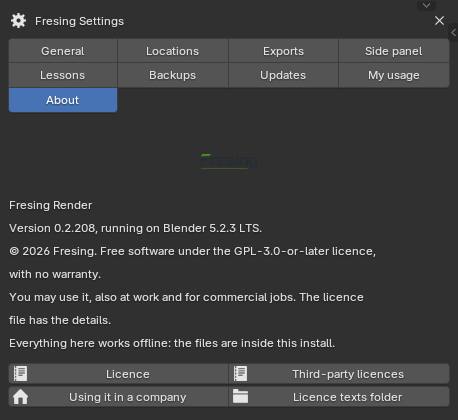 Fresing Settings
General
Locations
Exports
Side panel
Lessons
Backups
Updates
My usage
About
Fresing
Fresing Render
Version 0.2.208, running on Blender 5.2.3 LTS.
© 2026 Fresing. Free software under the GPL-3.0-or-later licence,
with no warranty.
You may use it, also at work and for commercial jobs. The licence
file has the details.
Everything here works offline: the files are inside this install.
Licence
Third-party licences
Using it in a company
Licence texts folder